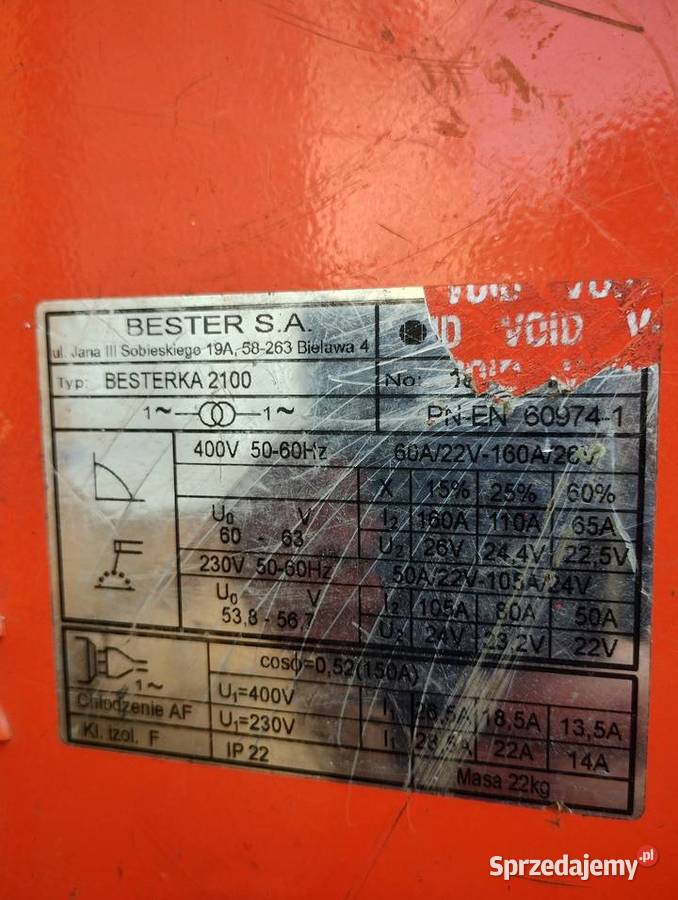 VOID VOID
BESTER S.A.
ID VOID V
ul. Jana III Sobieskiego 19A, 58-263 Bielawa 4
VOID
Typ: BESTERKA 2100
No:
1~ 1~
PN-EN 60974-1
400V 50-60Hz
60A/22V-160A/26V
X 15% 25% 60%
U₀ V
I₂ 160A 110A 65A
60 - 63
U₂ 26V 24,4V 22,5V
230V 50-60Hz
50A/22V-105A/24V
U₀ V
I₂ 105A 80A 50A
53,8 - 56,7
U₂ 24V 23,2V 22V
cosφ=0,52(150A)
1~
U₁=400V I₁ 26,5A 18,5A 13,5A
Chłodzenie AF
U₁=230V I₁ 28,5A 22A 14A
Kl. izol. F
IP 22
Masa 22kg
Sprzedajemy.pl